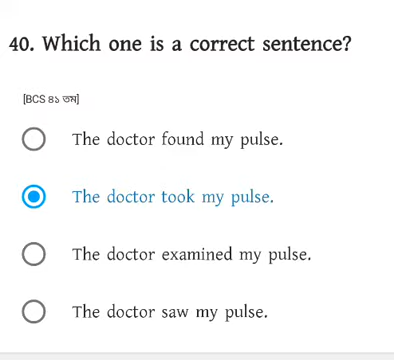 40. Which one is a correct sentence?
[BCS ৪১ তম]
The doctor found my pulse.
The doctor took my pulse.
The doctor examined my pulse.
The doctor saw my pulse.